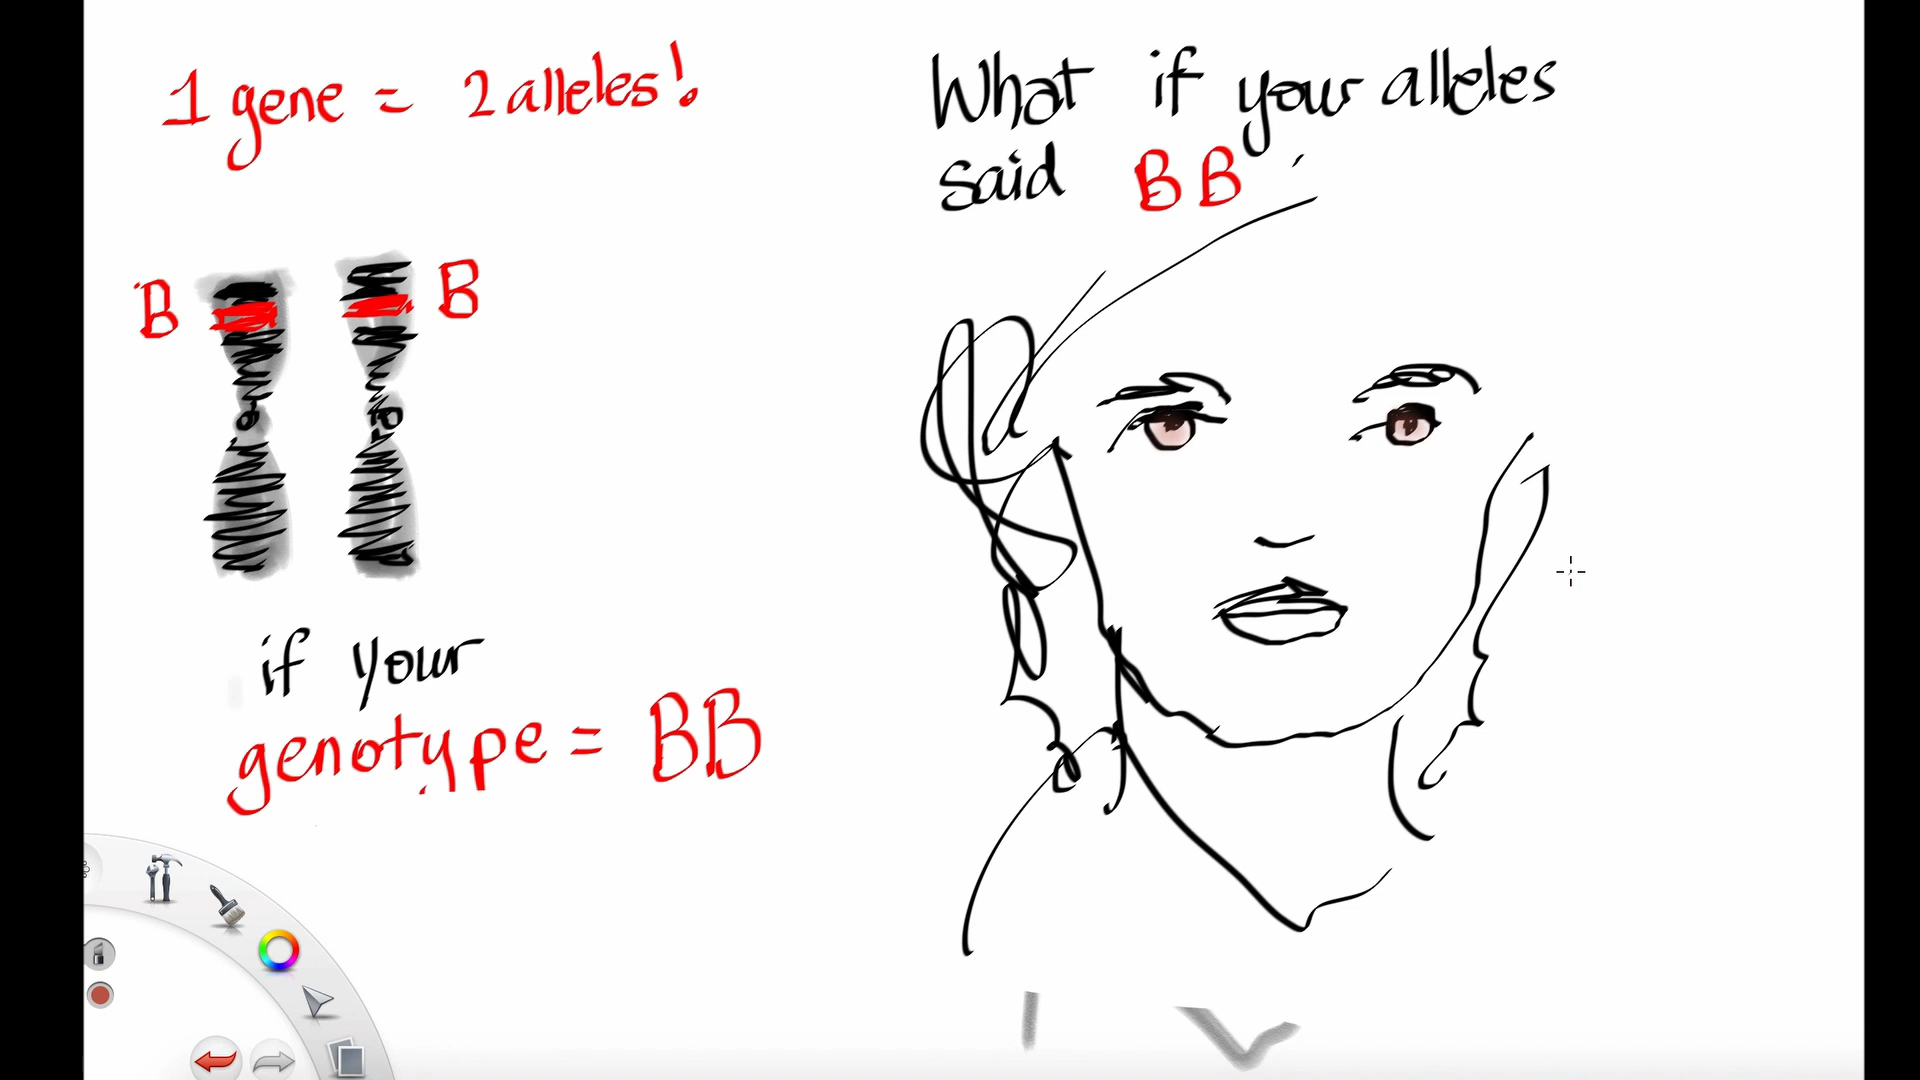 1 gene = 2 alleles!
B B
if your
genotype = BB
What if your alleles
said BB